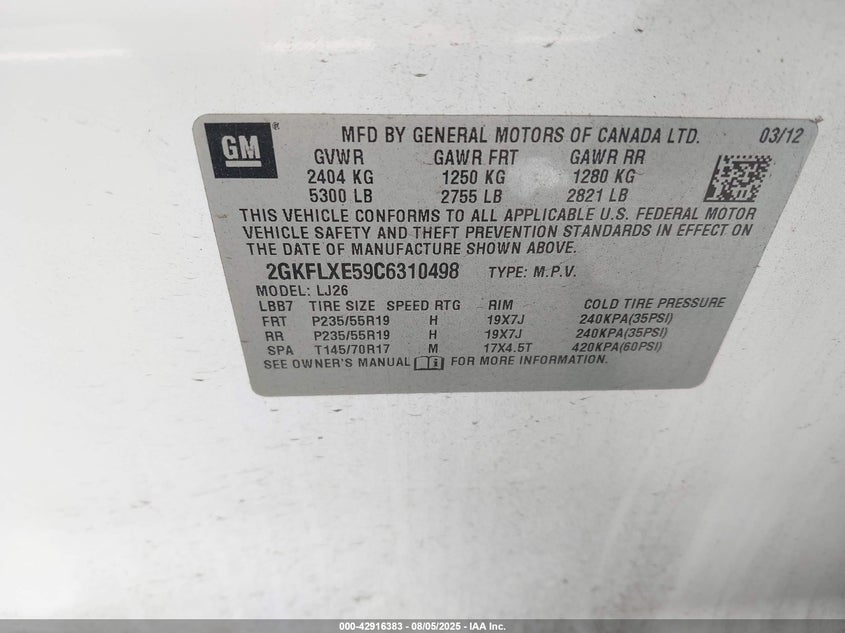 GM
MFD BY GENERAL MOTORS OF CANADA LTD. 03/12
GVWR GAWR FRT GAWR RR
2404 KG 1250 KG 1280 KG
5300 LB 2755 LB 2821 LB
THIS VEHICLE CONFORMS TO ALL APPLICABLE U.S. FEDERAL MOTOR
VEHICLE SAFETY AND THEFT PREVENTION STANDARDS IN EFFECT ON
THE DATE OF MANUFACTURE SHOWN ABOVE.
2GKFLXE59C6310498 TYPE: M.P.V.
MODEL: LJ26
LBB7 TIRE SIZE SPEED RTG RIM COLD TIRE PRESSURE
FRT P235/55R19 H 19X7J 240KPA(35PSI)
RR P235/55R19 H 19X7J 240KPA(35PSI)
SPA T145/70R17 M 17X4.5T 420KPA(60PSI)
SEE OWNER'S MANUAL FOR MORE INFORMATION.
000-42916383 - 08/05/2025 - IAA Inc.